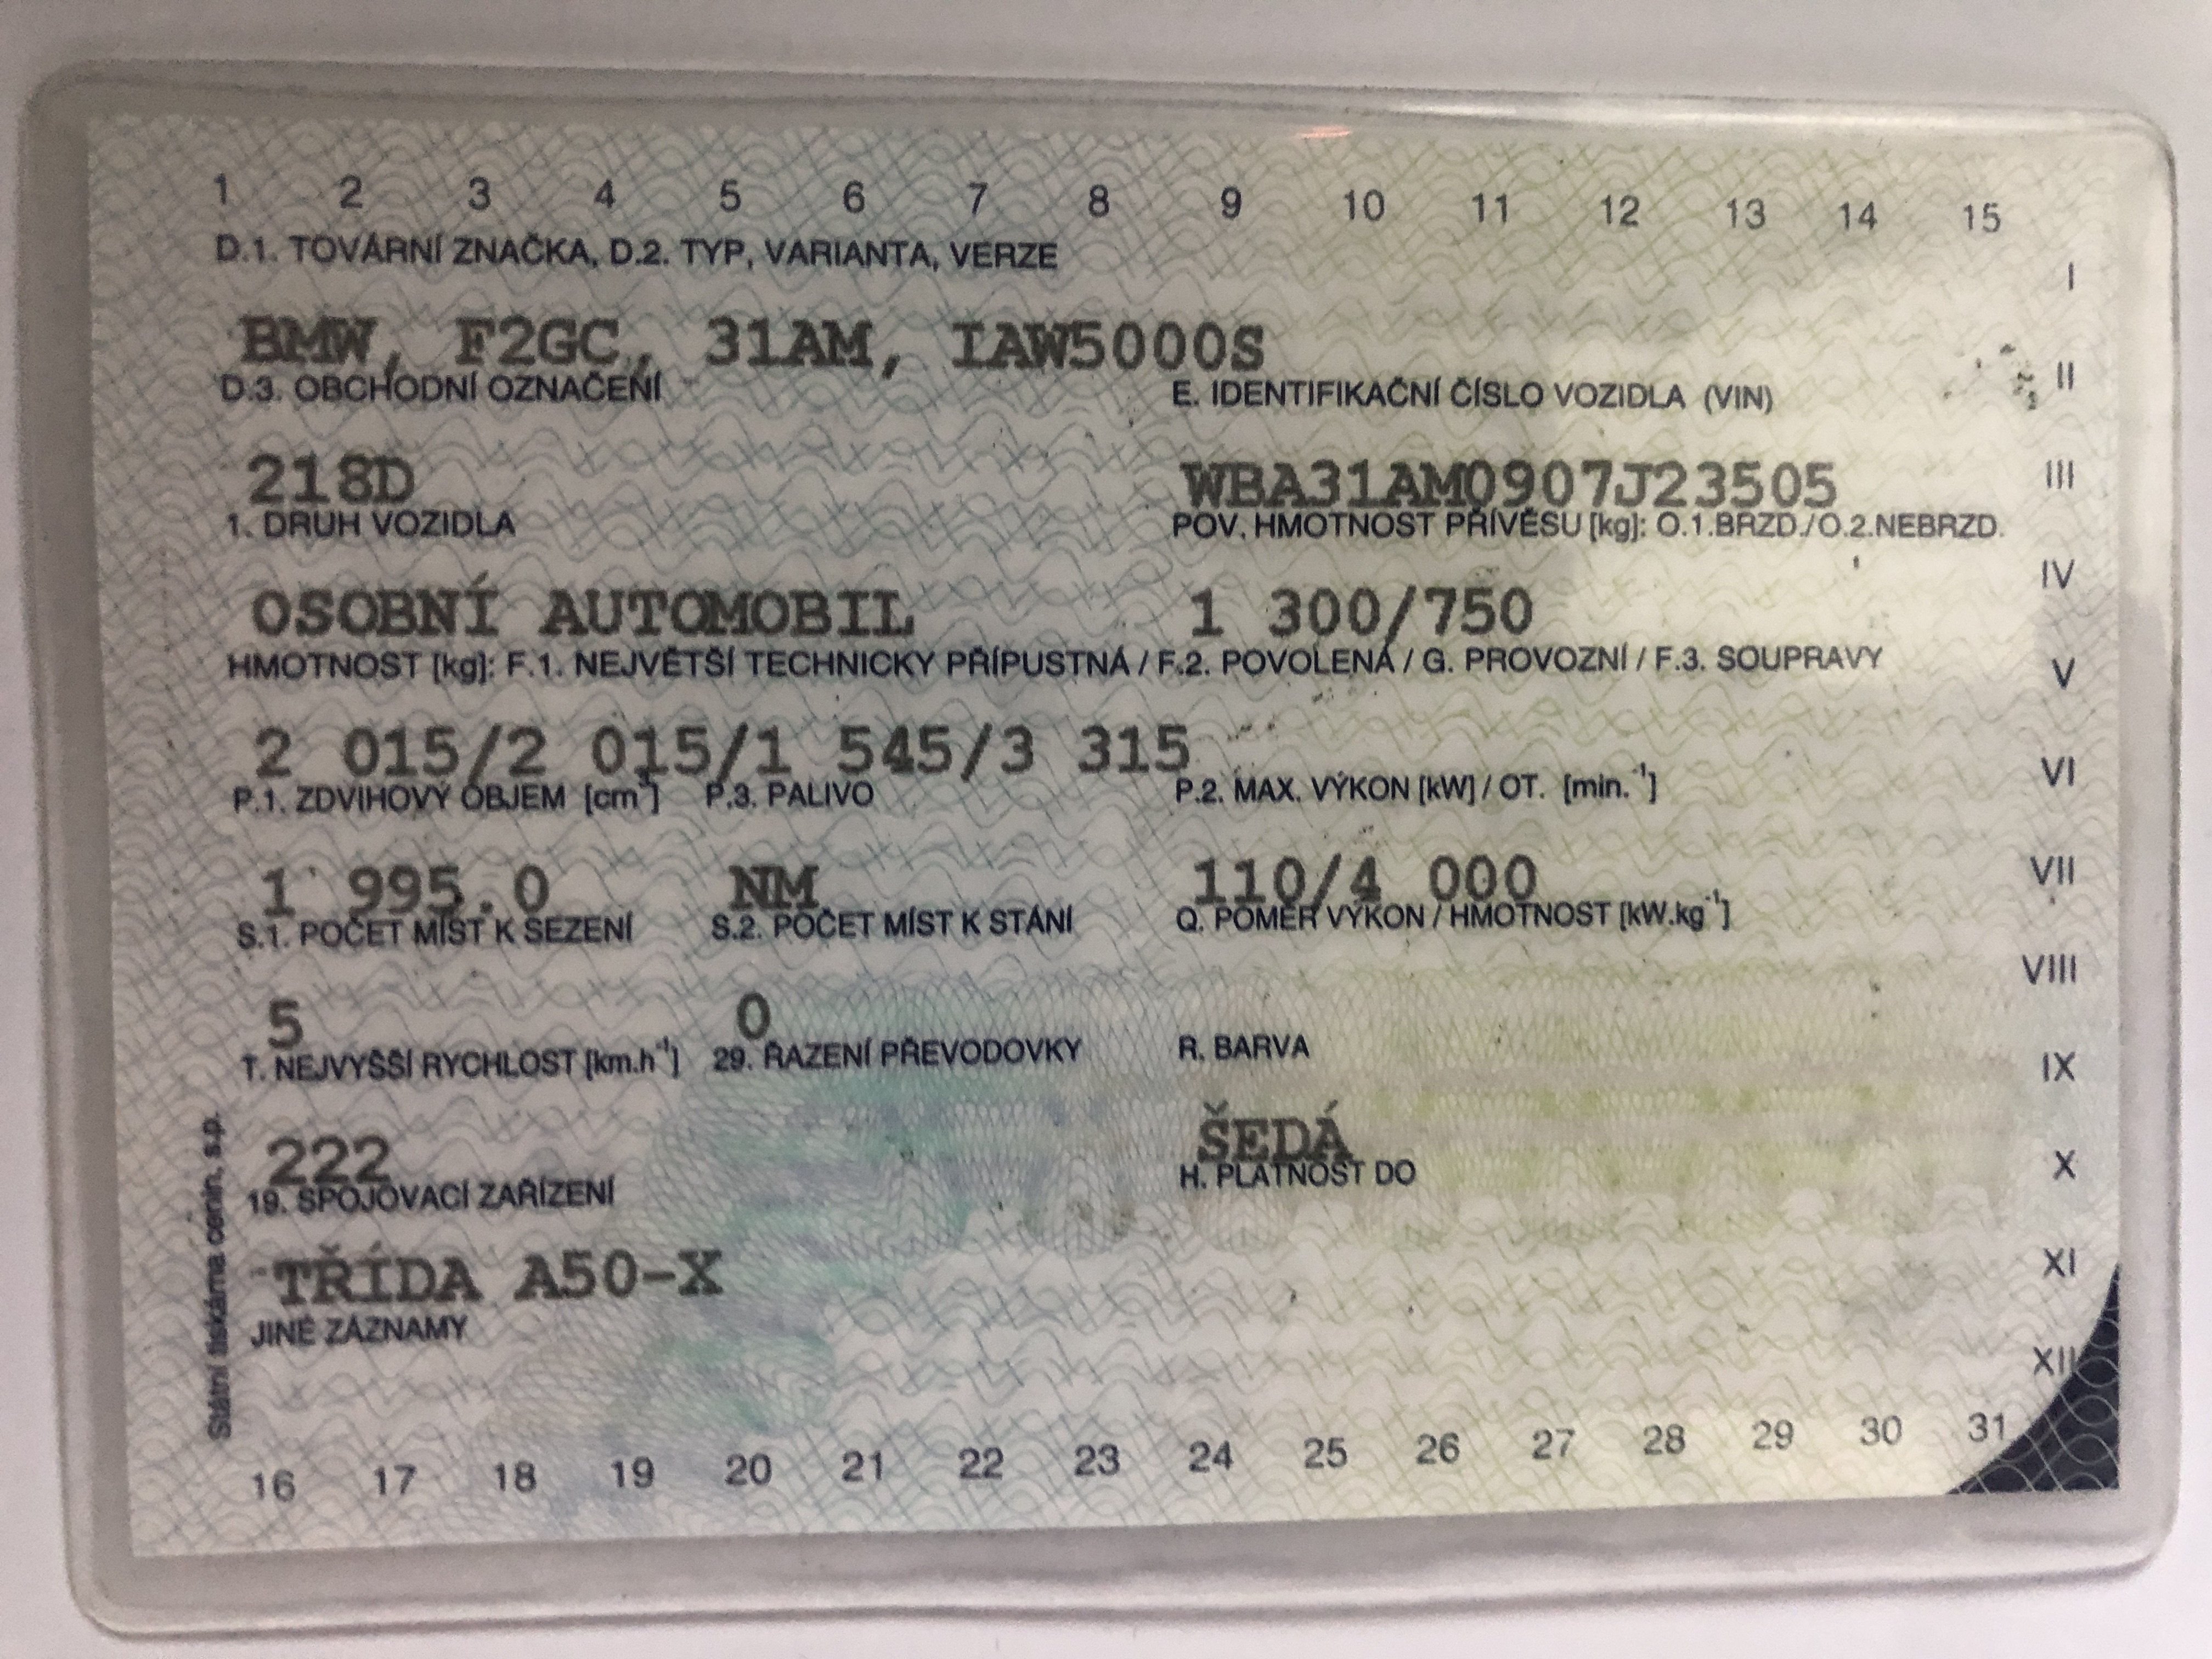 1 2 3 4 5 6 7 8 9 10 11 12 13 14 15
D.1. TOVÁRNÍ ZNAČKA, D.2. TYP, VARIANTA, VERZE
I
BMW, F2GC, 31AM, IAW5000S
D.3. OBCHODNÍ OZNAČENÍ E. IDENTIFIKAČNÍ ČÍSLO VOZIDLA (VIN) II
218D WBA31AM0907J23505 III
1. DRUH VOZIDLA POV. HMOTNOST PŘÍVĚSU [kg]: O.1.BRZD./O.2.NEBRZD.
OSOBNÍ AUTOMOBIL 1 300/750 IV
HMOTNOST [kg]: F.1. NEJVĚTŠÍ TECHNICKY PŘÍPUSTNÁ / F.2. POVOLENÁ / G. PROVOZNÍ / F.3. SOUPRAVY V
2 015/2 015/1 545/3 315 VI
P.1. ZDVIHOVÝ OBJEM [cm³] P.3. PALIVO P.2. MAX. VÝKON [kW] / OT. [min.⁻¹]
1 995.0 NM 110/4 000 VII
S.1. POČET MÍST K SEZENÍ S.2. POČET MÍST K STÁNÍ Q. POMĚR VÝKON / HMOTNOST [kW.kg⁻¹]
VIII
5 0
T. NEJVYŠŠÍ RYCHLOST [km.h⁻¹] 29. ŘAZENÍ PŘEVODOVKY R. BARVA IX
222 ŠEDÁ
19. SPOJOVACÍ ZAŘÍZENÍ H. PLATNOST DO X
TŘÍDA A50-X XI
JINÉ ZÁZNAMY XII
Státní tiskárna cenin, s.p.
16 17 18 19 20 21 22 23 24 25 26 27 28 29 30 31